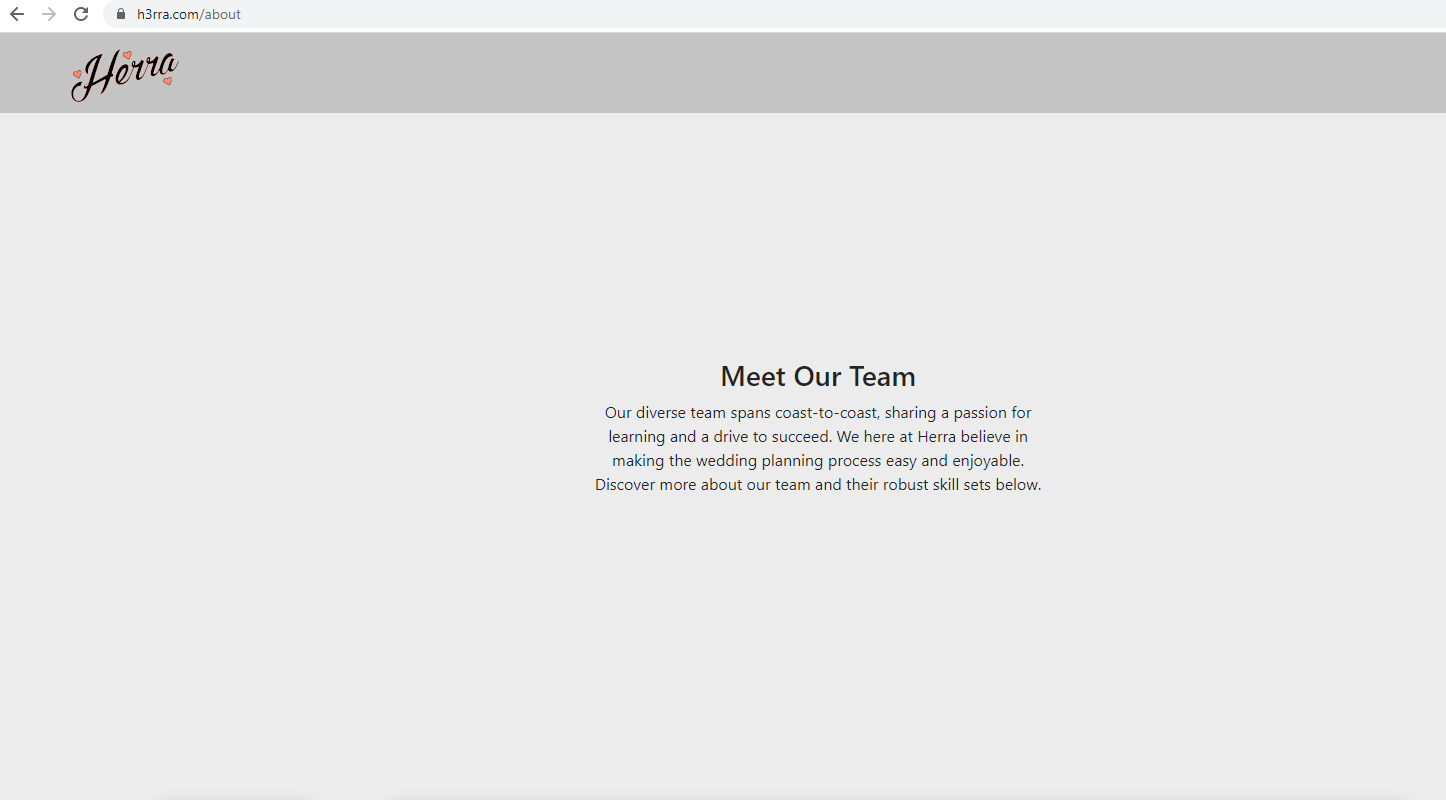 h3rra.com/about
Herra
Meet Our Team
Our diverse team spans coast-to-coast, sharing a passion for
learning and a drive to succeed. We here at Herra believe in
making the wedding planning process easy and enjoyable.
Discover more about our team and their robust skill sets below.